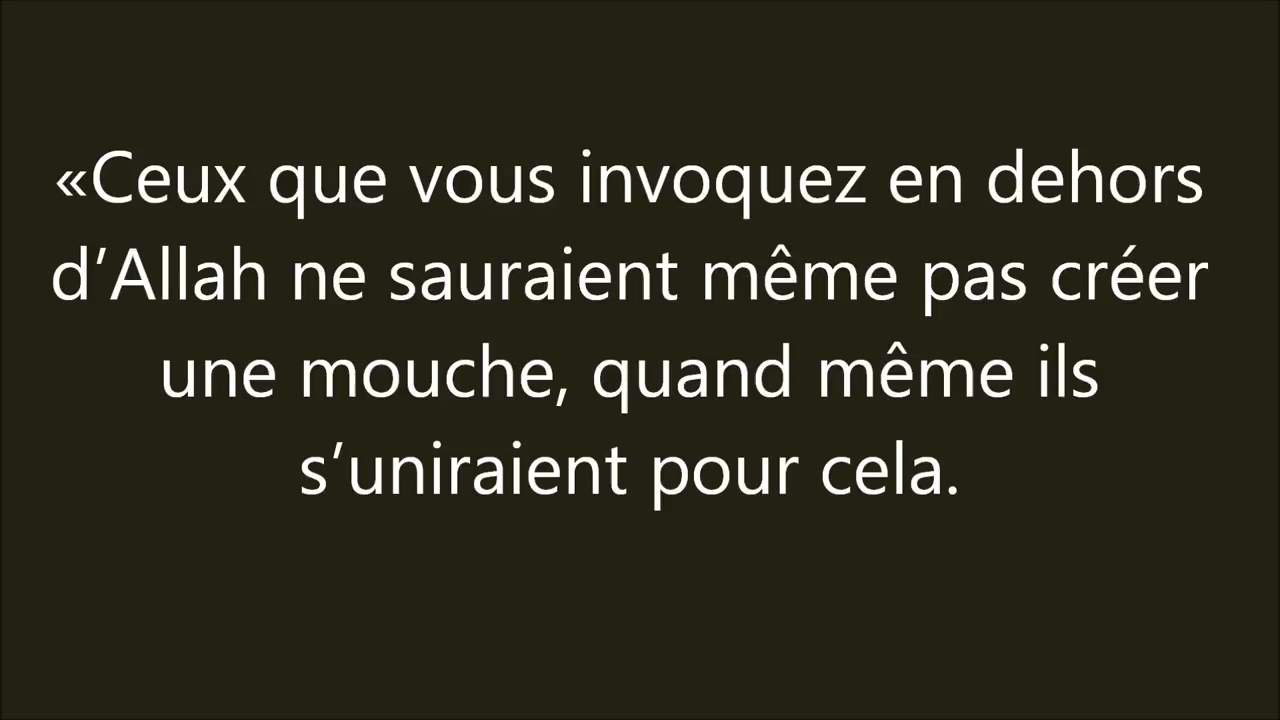 «Ceux que vous invoquez en dehors
d’Allah ne sauraient même pas créer
une mouche, quand même ils
s’uniraient pour cela.